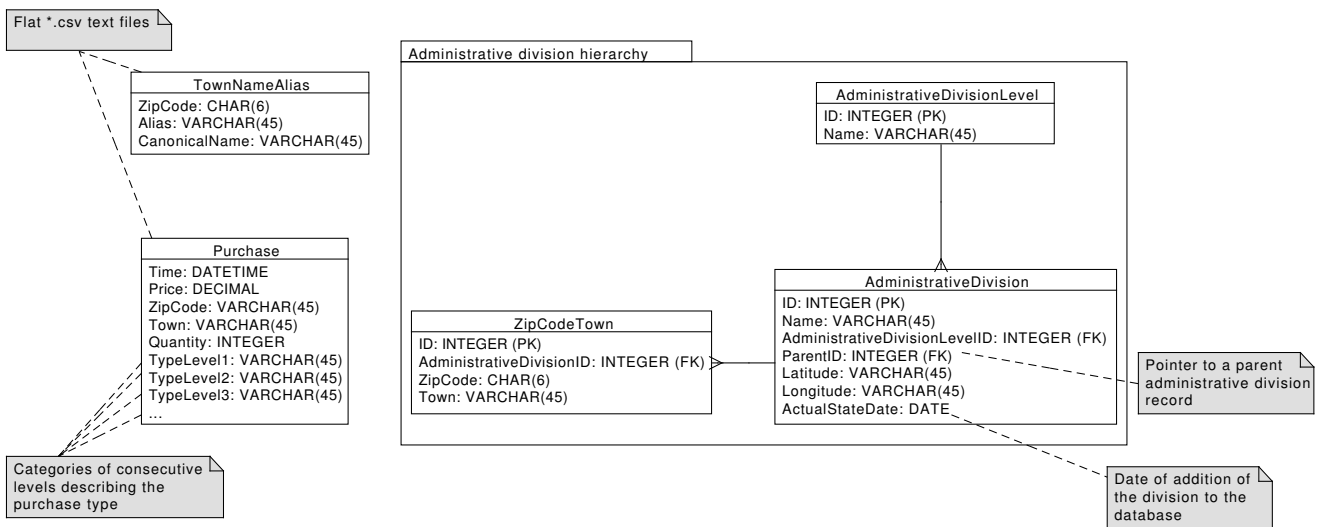 Flat *.csv text files
TownNameAlias
ZipCode: CHAR(6)
Alias: VARCHAR(45)
CanonicalName: VARCHAR(45)
Purchase
Time: DATETIME
Price: DECIMAL
ZipCode: VARCHAR(45)
Town: VARCHAR(45)
Quantity: INTEGER
TypeLevel1: VARCHAR(45)
TypeLevel2: VARCHAR(45)
TypeLevel3: VARCHAR(45)
...
Categories of consecutive
levels describing the
purchase type
Administrative division hierarchy
AdministrativeDivisionLevel
ID: INTEGER (PK)
Name: VARCHAR(45)
ZipCodeTown
ID: INTEGER (PK)
AdministrativeDivisionID: INTEGER (FK)
ZipCode: CHAR(6)
Town: VARCHAR(45)
AdministrativeDivision
ID: INTEGER (PK)
Name: VARCHAR(45)
AdministrativeDivisionLevelID: INTEGER (FK)
ParentID: INTEGER (FK)
Latitude: VARCHAR(45)
Longitude: VARCHAR(45)
ActualStateDate: DATE
Pointer to a parent
administrative division
record
Date of addition of
the division to the
database